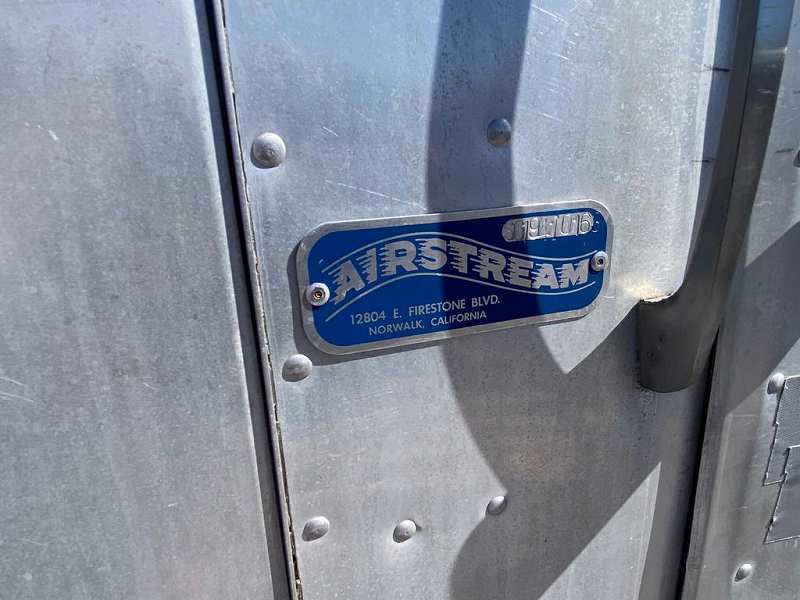 AIRSTREAM
12804 E. FIRESTONE BLVD.
NORWALK, CALIFORNIA